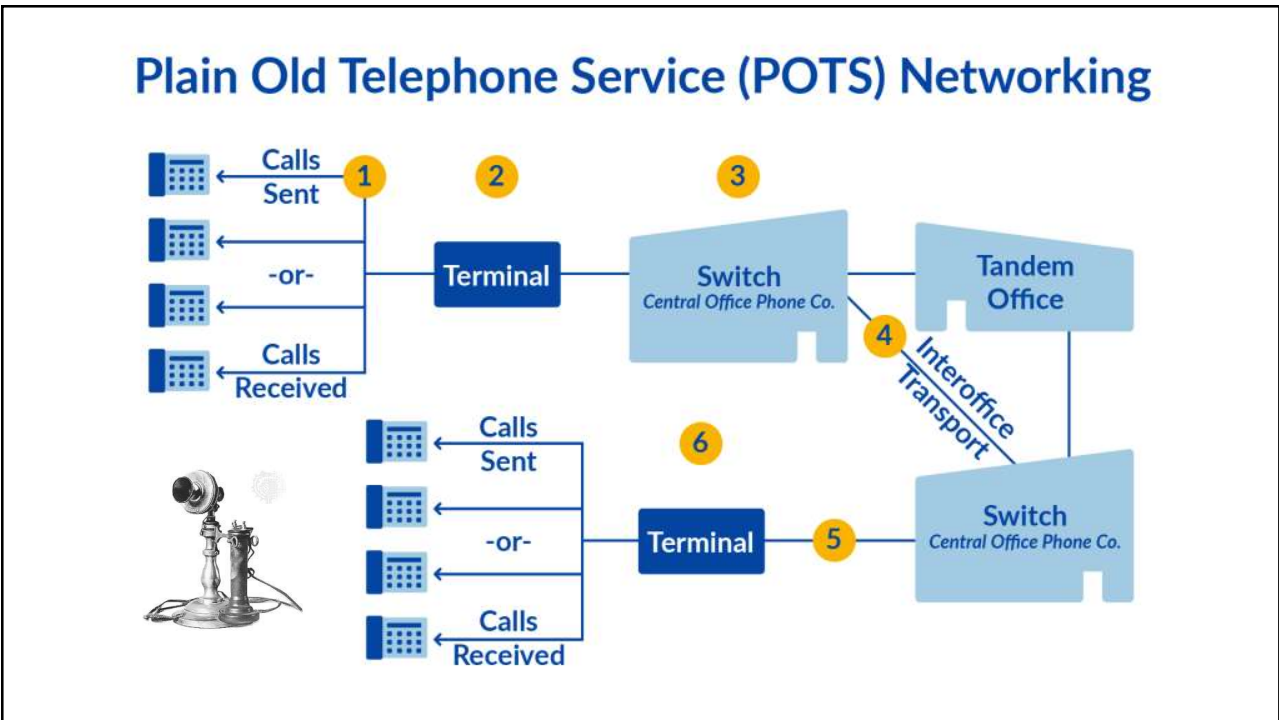 Plain Old Telephone Service (POTS) Networking
1
2
3
Calls
Sent
-or-
Calls
Received
Terminal
Switch
Central Office Phone Co.
Tandem
Office
4
Interoffice
Transport
Calls
Sent
-or-
Calls
Received
6
Terminal
5
Switch
Central Office Phone Co.